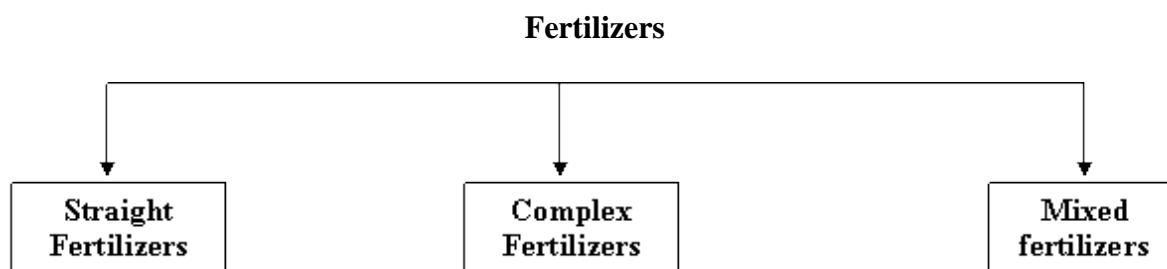 Fertilizers
Straight
Fertilizers
Complex
Fertilizers
Mixed
fertilizers